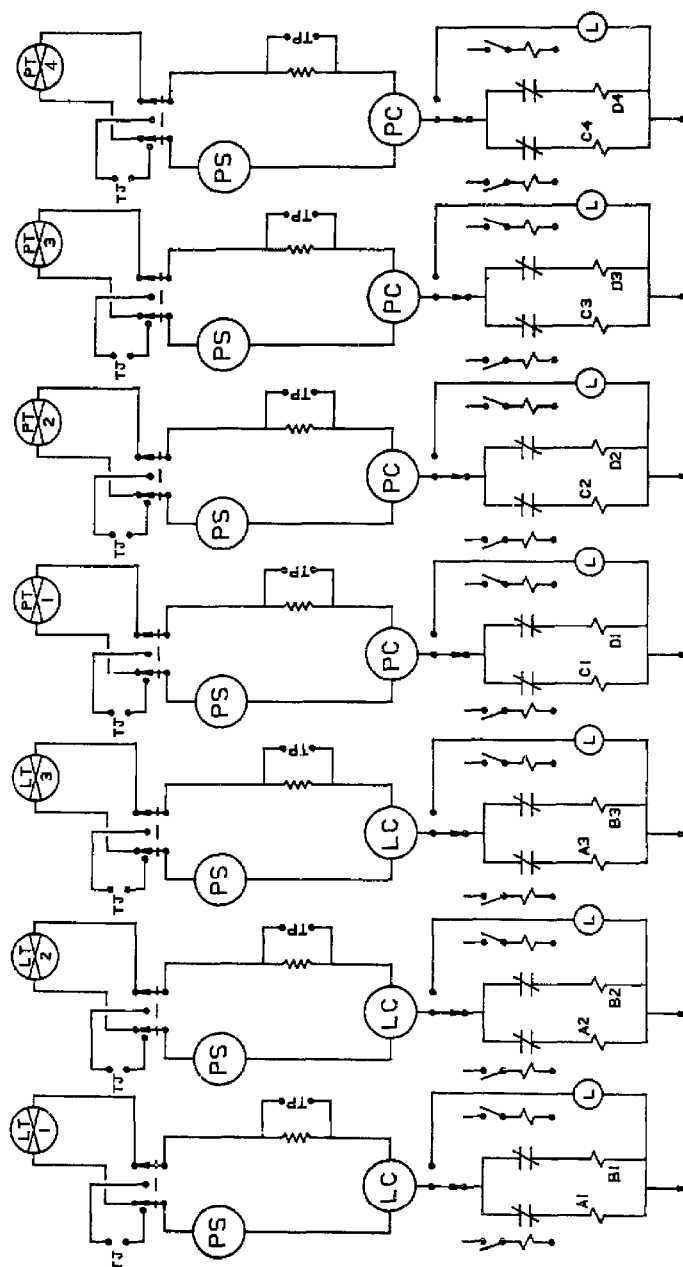 PT 4
TJ
TP
PS
PC
L
C4
D4
PT 3
TJ
TP
PS
PC
L
C3
D3
PT 2
TJ
TP
PS
PC
L
C2
D2
PT 1
TJ
TP
PS
PC
L
C1
D1
LT 3
TJ
TP
PS
LC
L
A3
B3
LT 2
TJ
TP
PS
LC
L
A2
B2
LT 1
TJ
TP
PS
LC
L
A1
B1